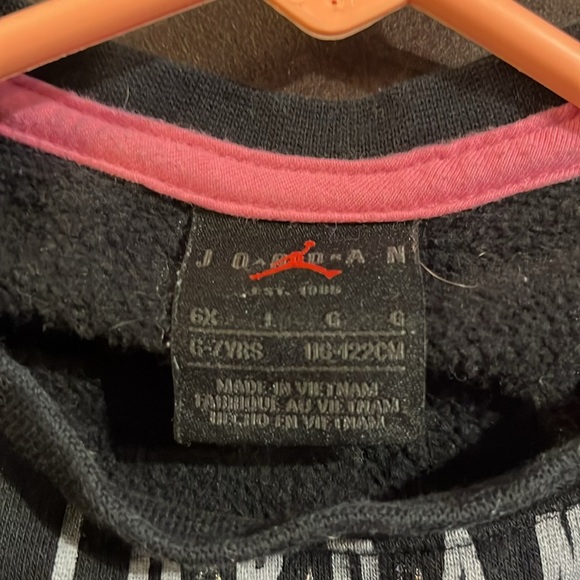 JORDAN
EST. 1985
6X L G G
6-7YRS 116-122CM
MADE IN VIETNAM
FABRIQUE AU VIETNAM
HECHO EN VIETNAM